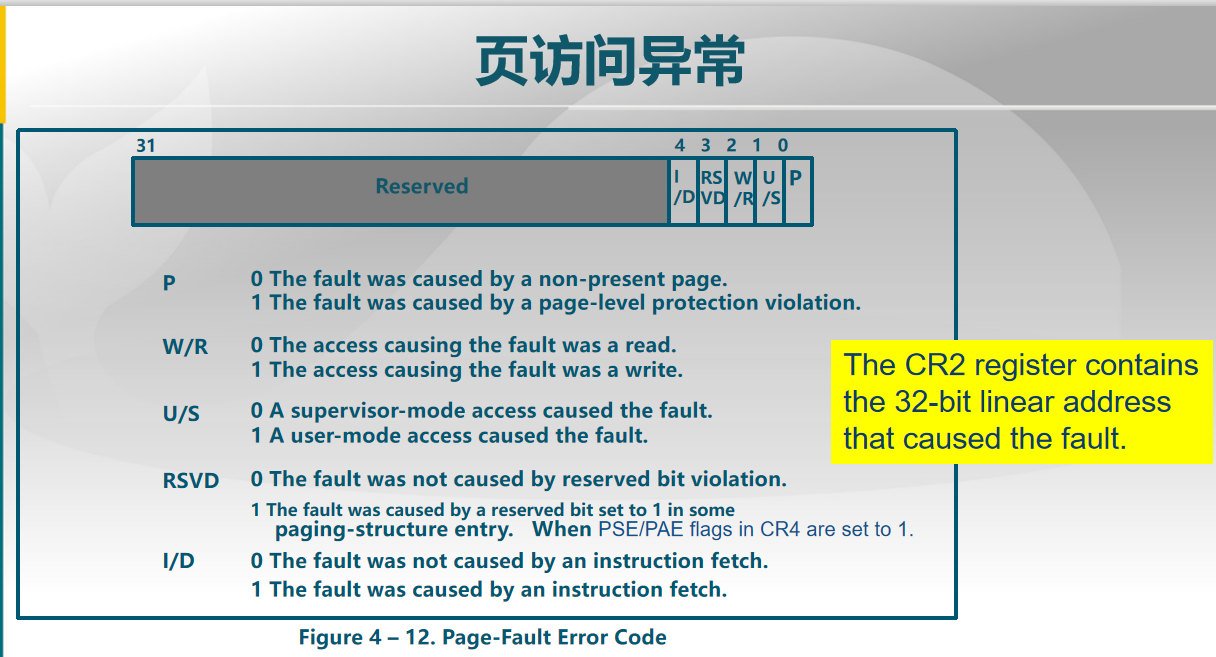 页访问异常
31 4 3 2 1 0
Reserved
I
/D
RS
VD
W
/R
U
/S
P
P 0 The fault was caused by a non-present page.
1 The fault was caused by a page-level protection violation.
W/R 0 The access causing the fault was a read.
1 The access causing the fault was a write.
U/S 0 A supervisor-mode access caused the fault.
1 A user-mode access caused the fault.
RSVD 0 The fault was not caused by reserved bit violation.
1 The fault was caused by a reserved bit set to 1 in some
paging-structure entry. When PSE/PAE flags in CR4 are set to 1.
I/D 0 The fault was not caused by an instruction fetch.
1 The fault was caused by an instruction fetch.
The CR2 register contains
the 32-bit linear address
that caused the fault.
Figure 4 – 12. Page-Fault Error Code